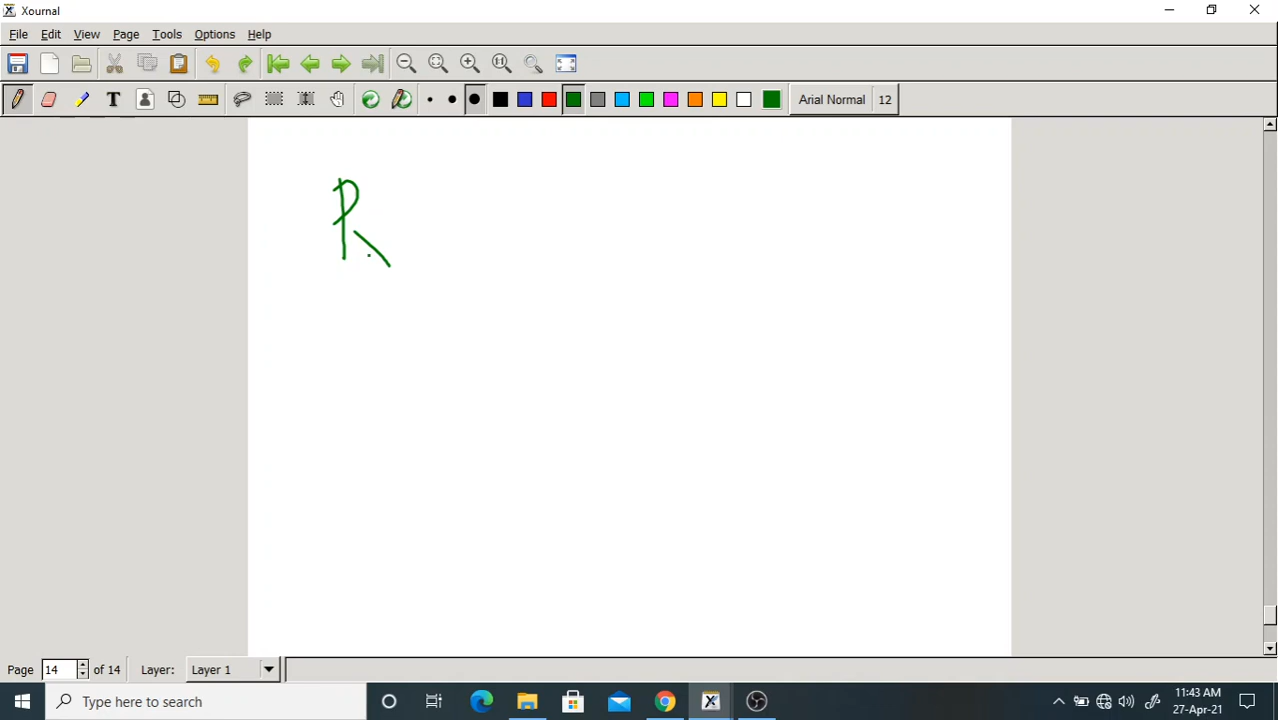 Xournal
File Edit View Page Tools Options Help
T Arial Normal 12
R
Page 14 of 14 Layer: Layer 1
Type here to search 11:43 AM
27-Apr-21